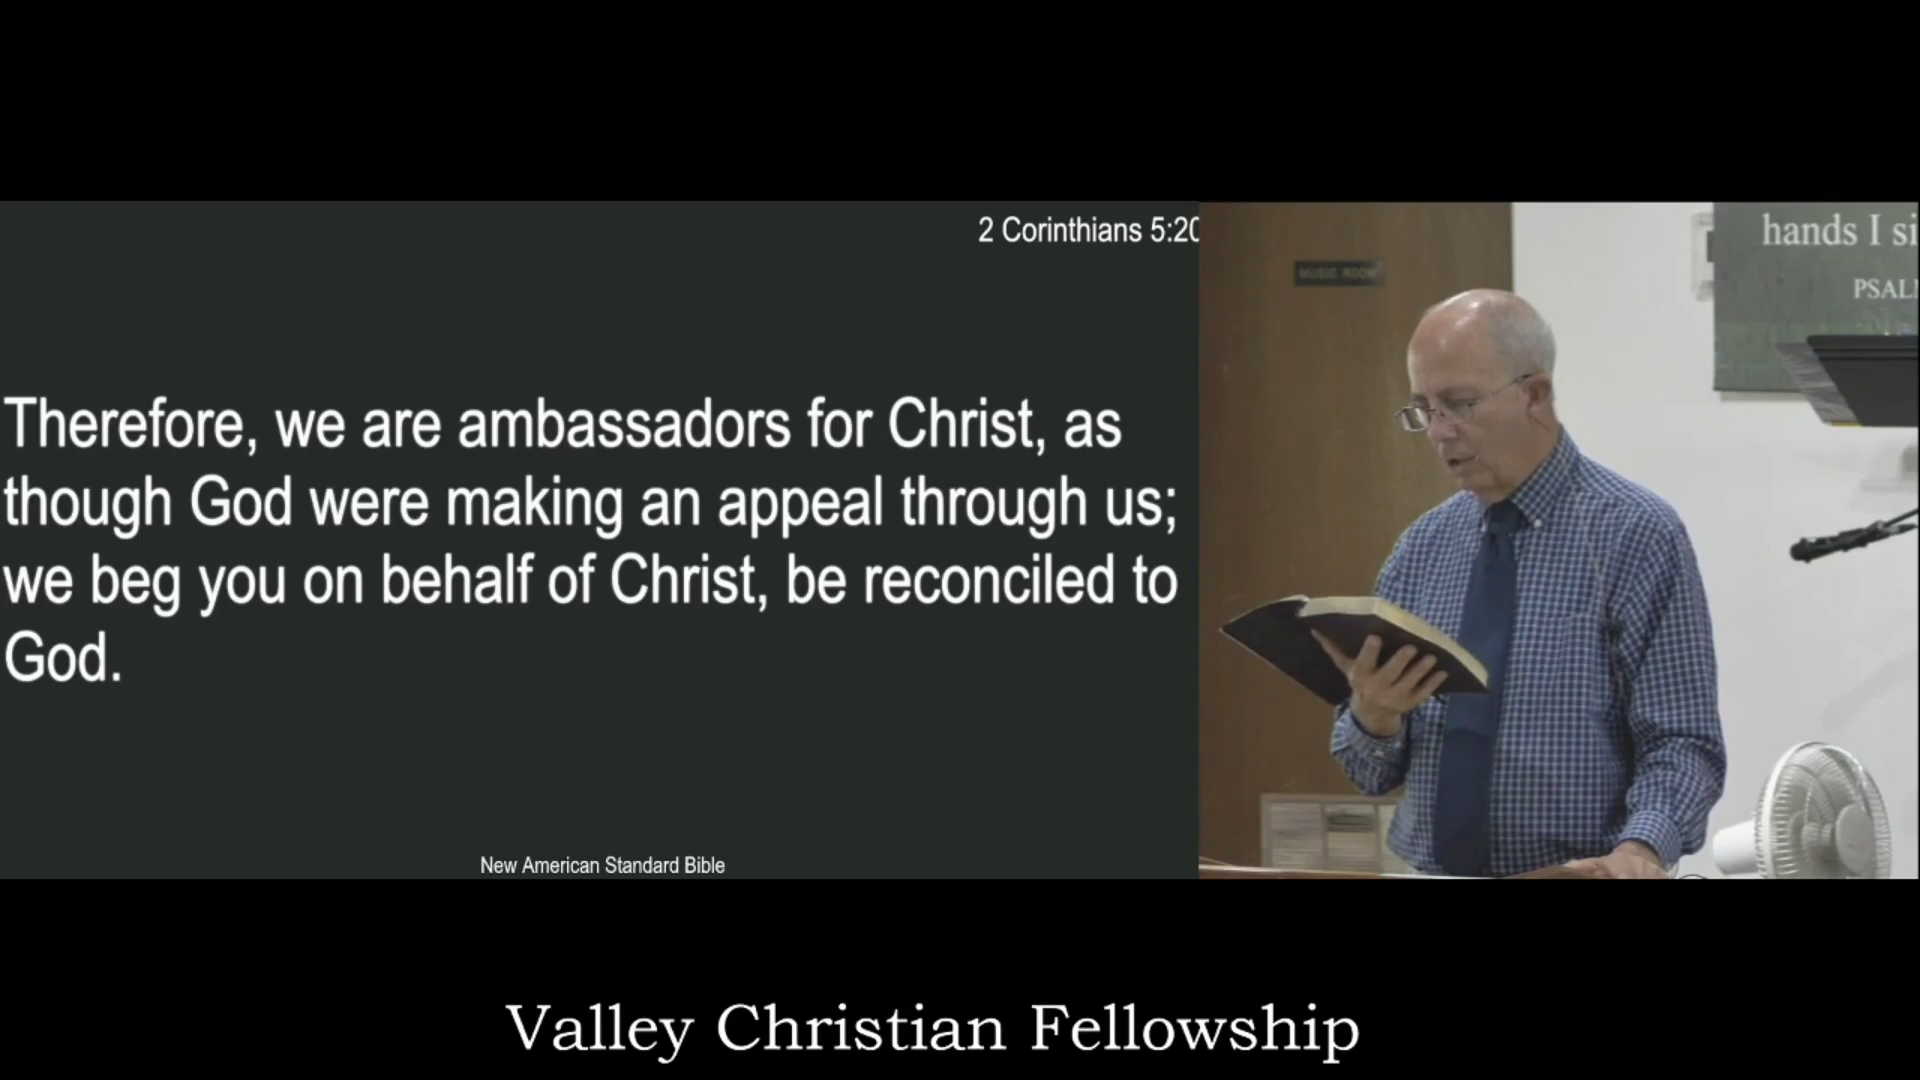 2 Corinthians 5:20
Therefore, we are ambassadors for Christ, as
though God were making an appeal through us;
we beg you on behalf of Christ, be reconciled to
God.
New American Standard Bible
MUSIC ROOM
hands I si
PSAL
Valley Christian Fellowship